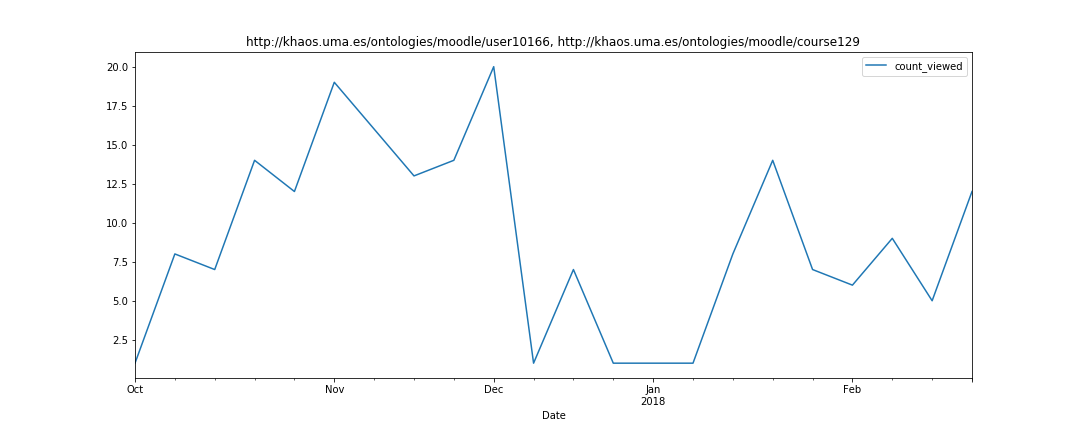 http://khaos.uma.es/ontologies/moodle/user10166, http://khaos.uma.es/ontologies/moodle/course129
count_viewed
20.0
17.5
15.0
12.5
10.0
7.5
5.0
2.5
Oct Nov Dec Jan Feb
2018
Date